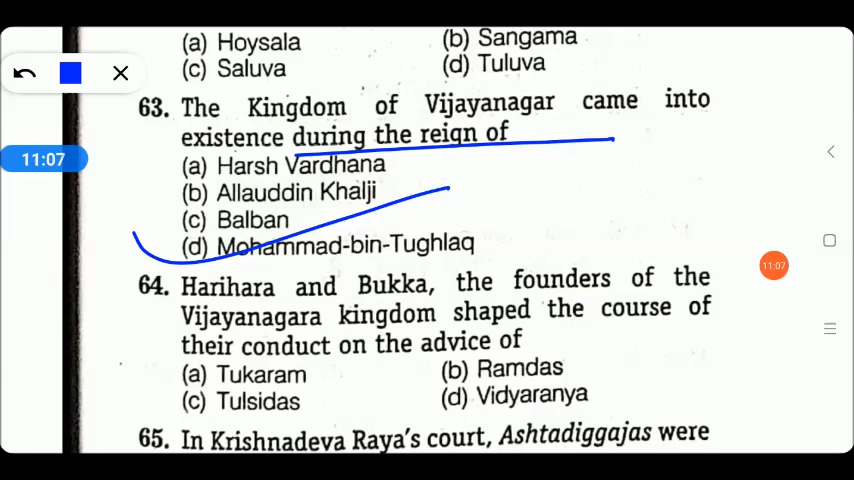 (a) Hoysala (b) Sangama
(c) Saluva (d) Tuluva
63. The Kingdom of Vijayanagar came into
existence during the reign of
11:07
(a) Harsh Vardhana
(b) Allauddin Khalji
(c) Balban
(d) Mohammad-bin-Tughlaq
11:07
64. Harihara and Bukka, the founders of the
Vijayanagara kingdom shaped the course of
their conduct on the advice of
(a) Tukaram (b) Ramdas
(c) Tulsidas (d) Vidyaranya
65. In Krishnadeva Raya's court, Ashtadiggajas were